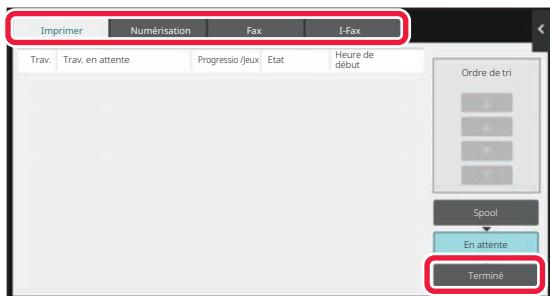 Imprimer Numérisation Fax I-Fax
Trav. Trav. en attente Progressio /Jeux Etat Heure de début
Ordre de tri
Spool
En attente
Terminé